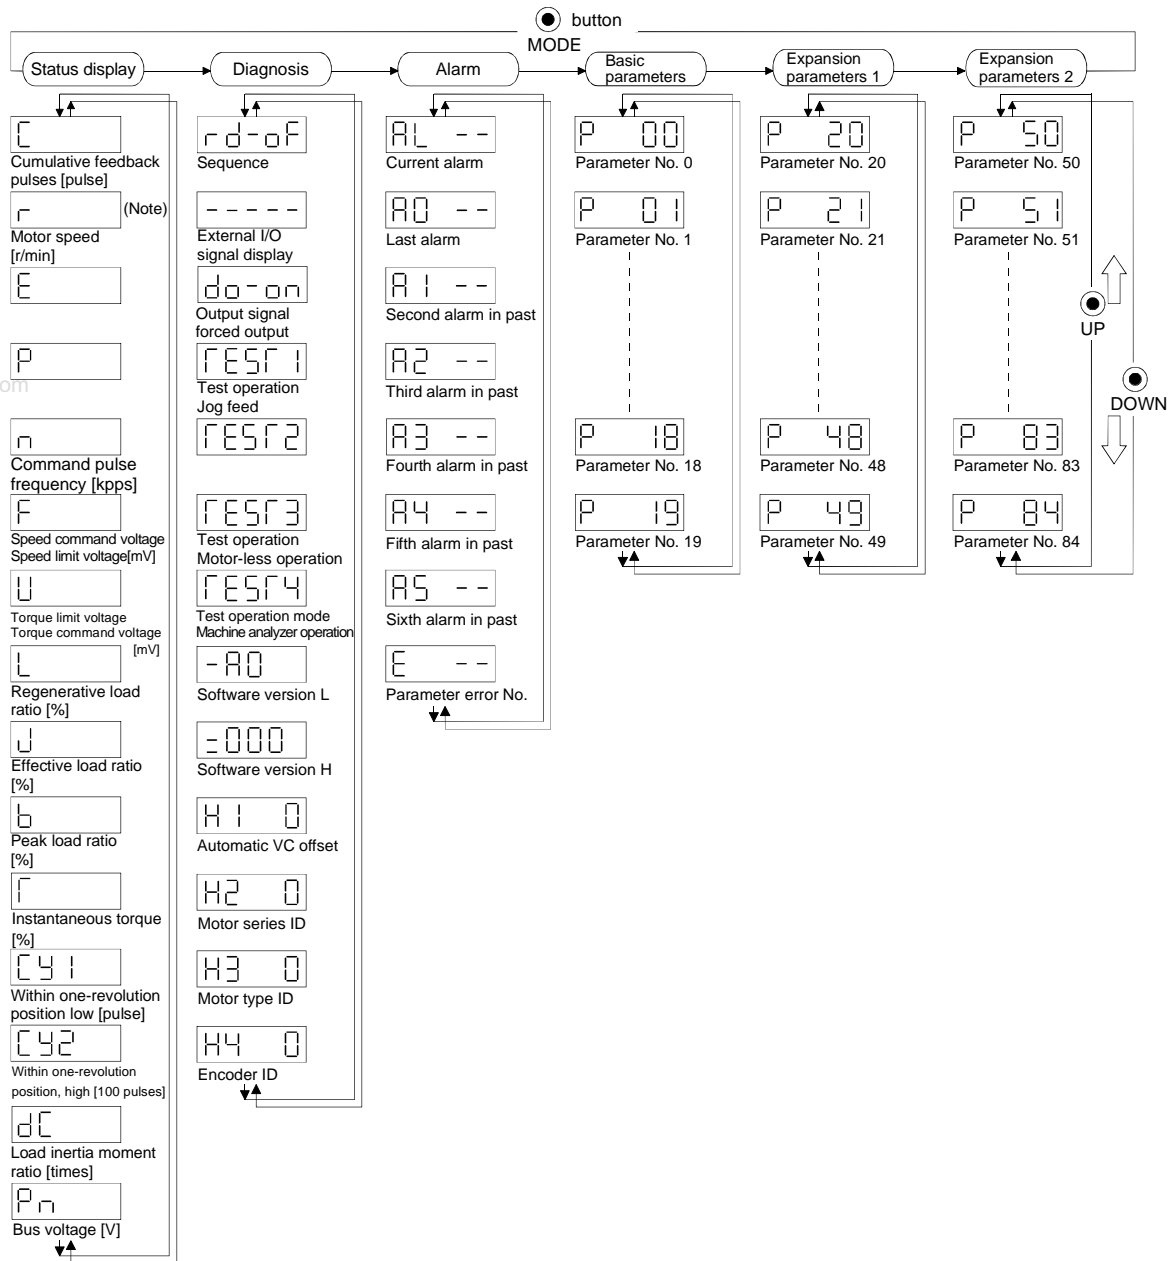 button
MODE
Status display
Diagnosis
Alarm
Basic
parameters
Expansion
parameters 1
Expansion
parameters 2
C
Cumulative feedback
pulses [pulse]
r
(Note)
Motor speed
[r/min]
E
P
om
n
Command pulse
frequency [kpps]
F
Speed command voltage
Speed limit voltage[mV]
U
Torque limit voltage
Torque command voltage
[mV]
L
Regenerative load
ratio [%]
J
Effective load ratio
[%]
b
Peak load ratio
[%]
T
Instantaneous torque
[%]
Cy1
Within one-revolution
position low [pulse]
Cy2
Within one-revolution
position, high [100 pulses]
dC
Load inertia moment
ratio [times]
Pn
Bus voltage [V]
rd-oF
Sequence
-----
External I/O
signal display
do-on
Output signal
forced output
TEST1
Test operation
Jog feed
TEST2
TEST3
Test operation
Motor-less operation
TEST4
Test operation mode
Machine analyzer operation
-A0
Software version L
=000
Software version H
H1 0
Automatic VC offset
H2 0
Motor series ID
H3 0
Motor type ID
H4 0
Encoder ID
AL --
Current alarm
A0 --
Last alarm
A1 --
Second alarm in past
A2 --
Third alarm in past
A3 --
Fourth alarm in past
A4 --
Fifth alarm in past
A5 --
Sixth alarm in past
E --
Parameter error No.
P 00
Parameter No. 0
P 01
Parameter No. 1
P 18
Parameter No. 18
P 19
Parameter No. 19
P 20
Parameter No. 20
P 21
Parameter No. 21
P 48
Parameter No. 48
P 49
Parameter No. 49
P 50
Parameter No. 50
P 51
Parameter No. 51
P 83
Parameter No. 83
P 84
Parameter No. 84
UP
DOWN